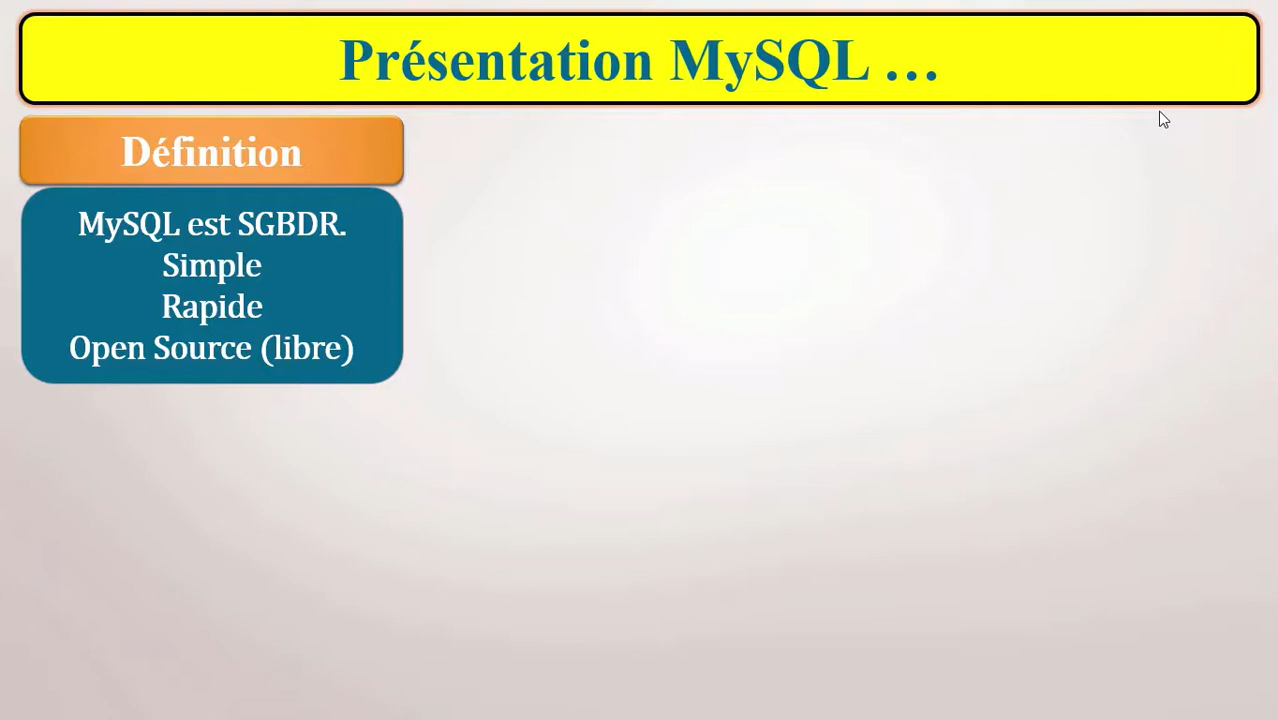 Présentation MySQL …
Définition
MySQL est SGBDR.
Simple
Rapide
Open Source (libre)